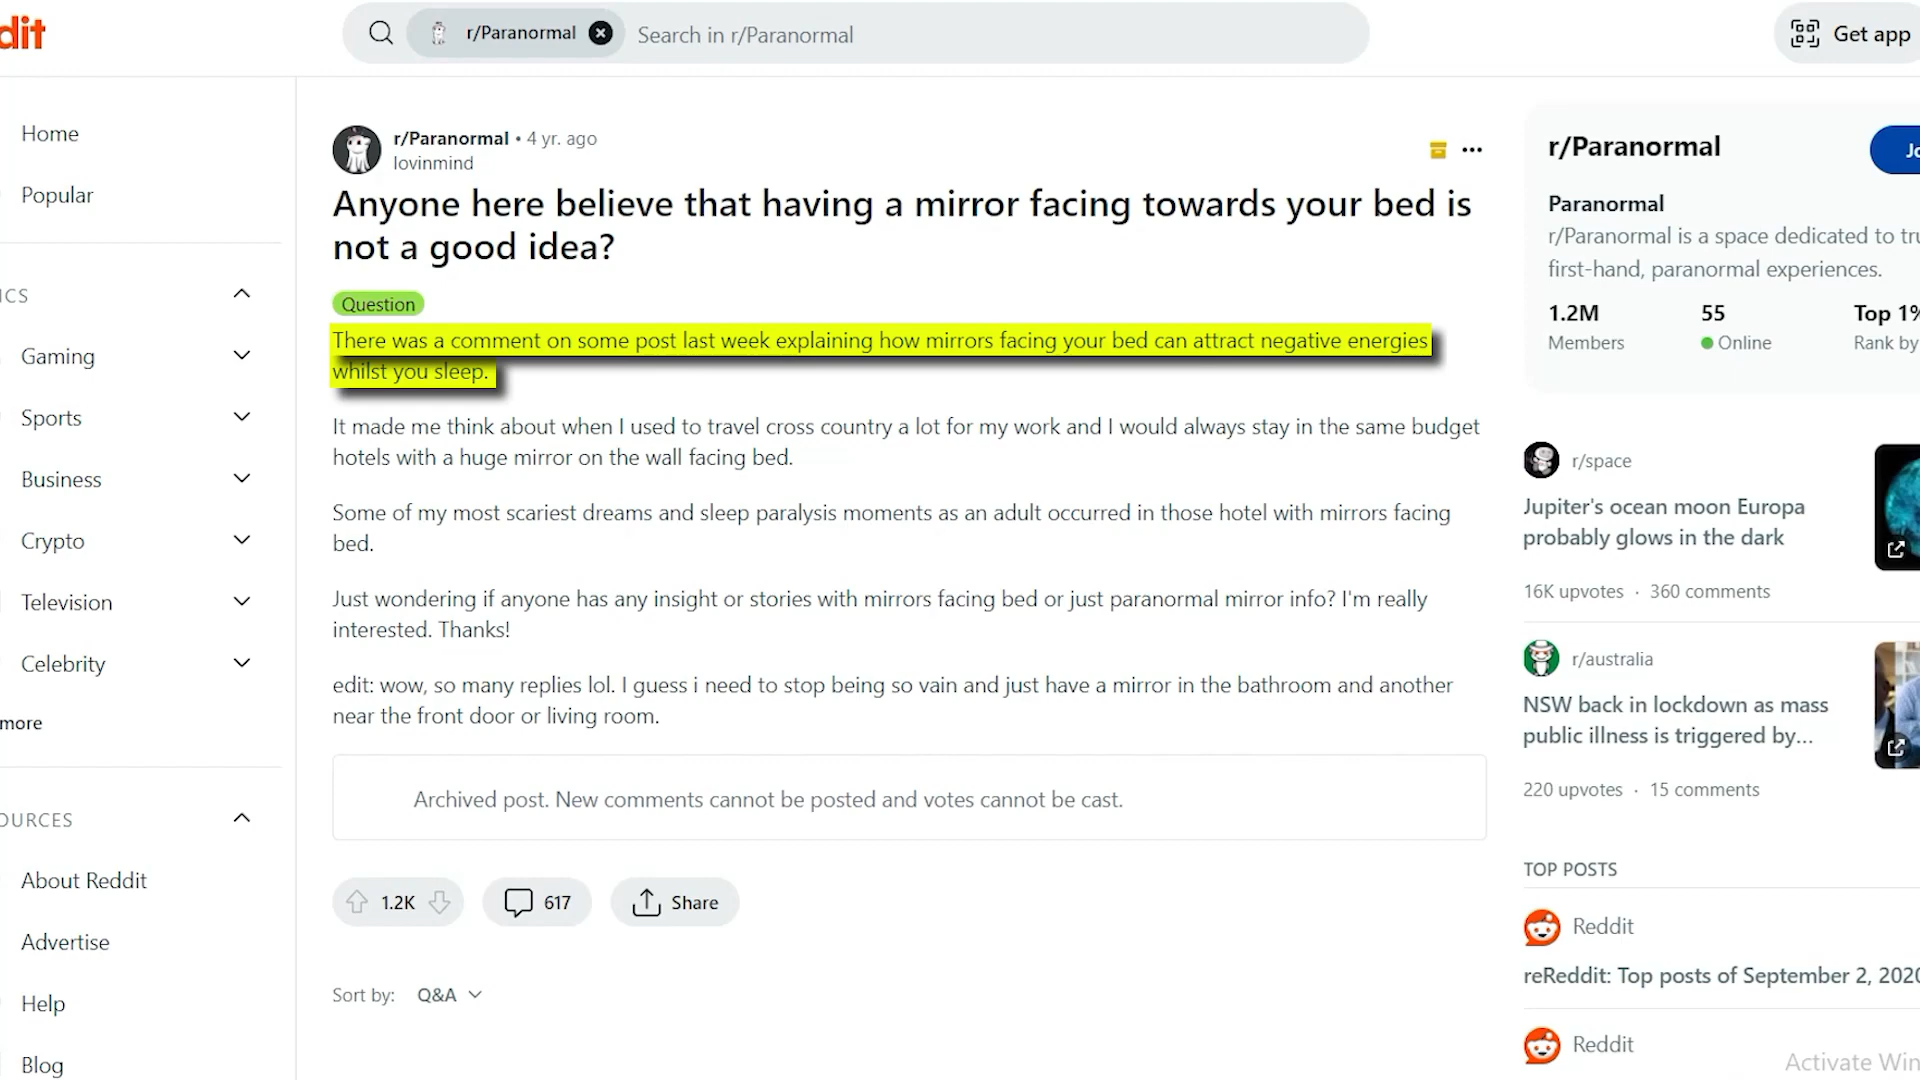 dit
r/Paranormal
Search in r/Paranormal
Get app
Home
Popular
ICS
Gaming
Sports
Business
Crypto
Television
Celebrity
more
OURCES
About Reddit
Advertise
Help
Blog
r/Paranormal • 4 yr. ago
lovinmind
Anyone here believe that having a mirror facing towards your bed is
not a good idea?
Question
There was a comment on some post last week explaining how mirrors facing your bed can attract negative energies
whilst you sleep.
It made me think about when I used to travel cross country a lot for my work and I would always stay in the same budget
hotels with a huge mirror on the wall facing bed.
Some of my most scariest dreams and sleep paralysis moments as an adult occurred in those hotel with mirrors facing
bed.
Just wondering if anyone has any insight or stories with mirrors facing bed or just paranormal mirror info? I'm really
interested. Thanks!
edit: wow, so many replies lol. I guess i need to stop being so vain and just have a mirror in the bathroom and another
near the front door or living room.
Archived post. New comments cannot be posted and votes cannot be cast.
1.2K
617
Share
Sort by: Q&A
r/Paranormal
Jo
Paranormal
r/Paranormal is a space dedicated to tru
first-hand, paranormal experiences.
1.2M 55 Top 1%
Members Online Rank by
r/space
Jupiter's ocean moon Europa
probably glows in the dark
16K upvotes · 360 comments
r/australia
NSW back in lockdown as mass
public illness is triggered by...
220 upvotes · 15 comments
TOP POSTS
Reddit
reReddit: Top posts of September 2, 2020
Reddit
Activate Win